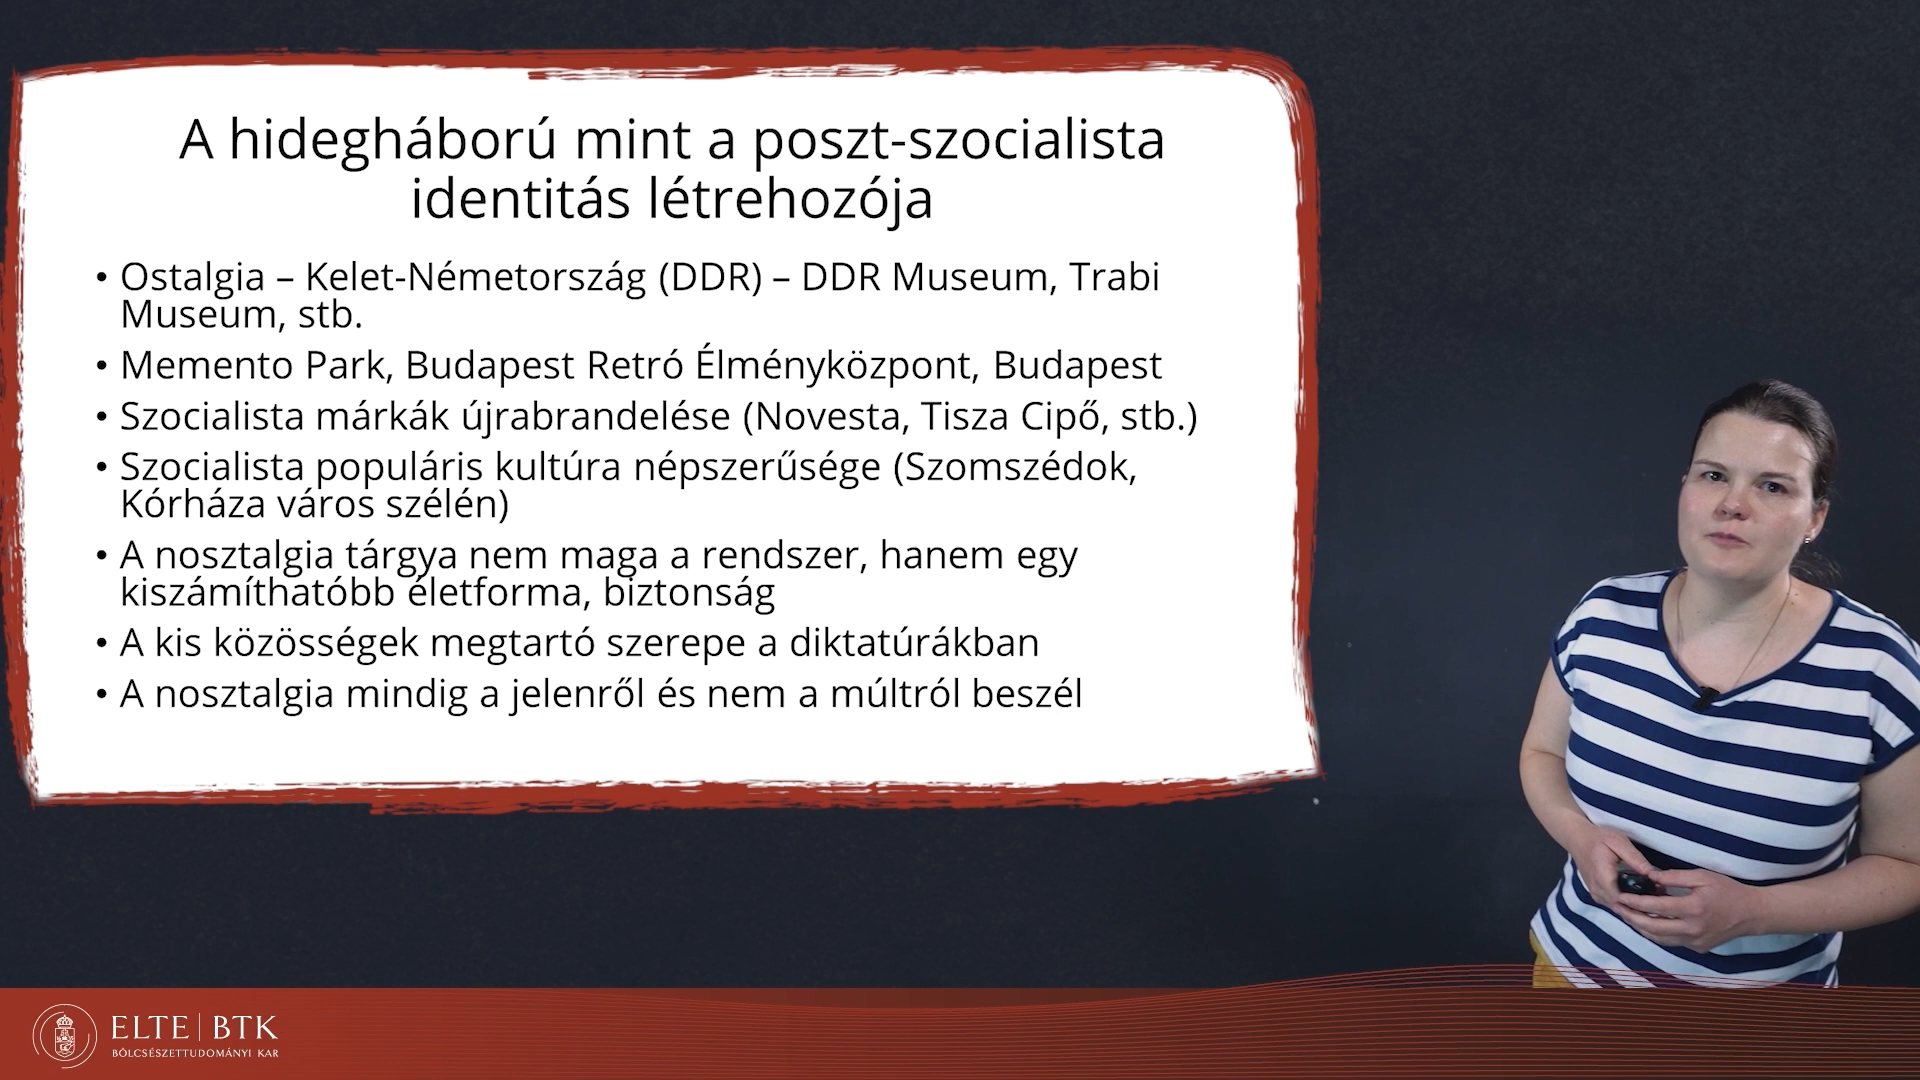 A hidegháború mint a poszt-szocialista
identitás létrehozója
• Ostalgia – Kelet-Németország (DDR) – DDR Museum, Trabi
Museum, stb.
• Memento Park, Budapest Retró Élményközpont, Budapest
• Szocialista márkák újrabrandelése (Novesta, Tisza Cipő, stb.)
• Szocialista populáris kultúra népszerűsége (Szomszédok,
Kórháza város szélén)
• A nosztalgia tárgya nem maga a rendszer, hanem egy
kiszámíthatóbb életforma, biztonság
• A kis közösségek megtartó szerepe a diktatúrákban
• A nosztalgia mindig a jelenről és nem a múltról beszél
ELTE | BTK
BÖLCSÉSZETTUDOMÁNYI KAR